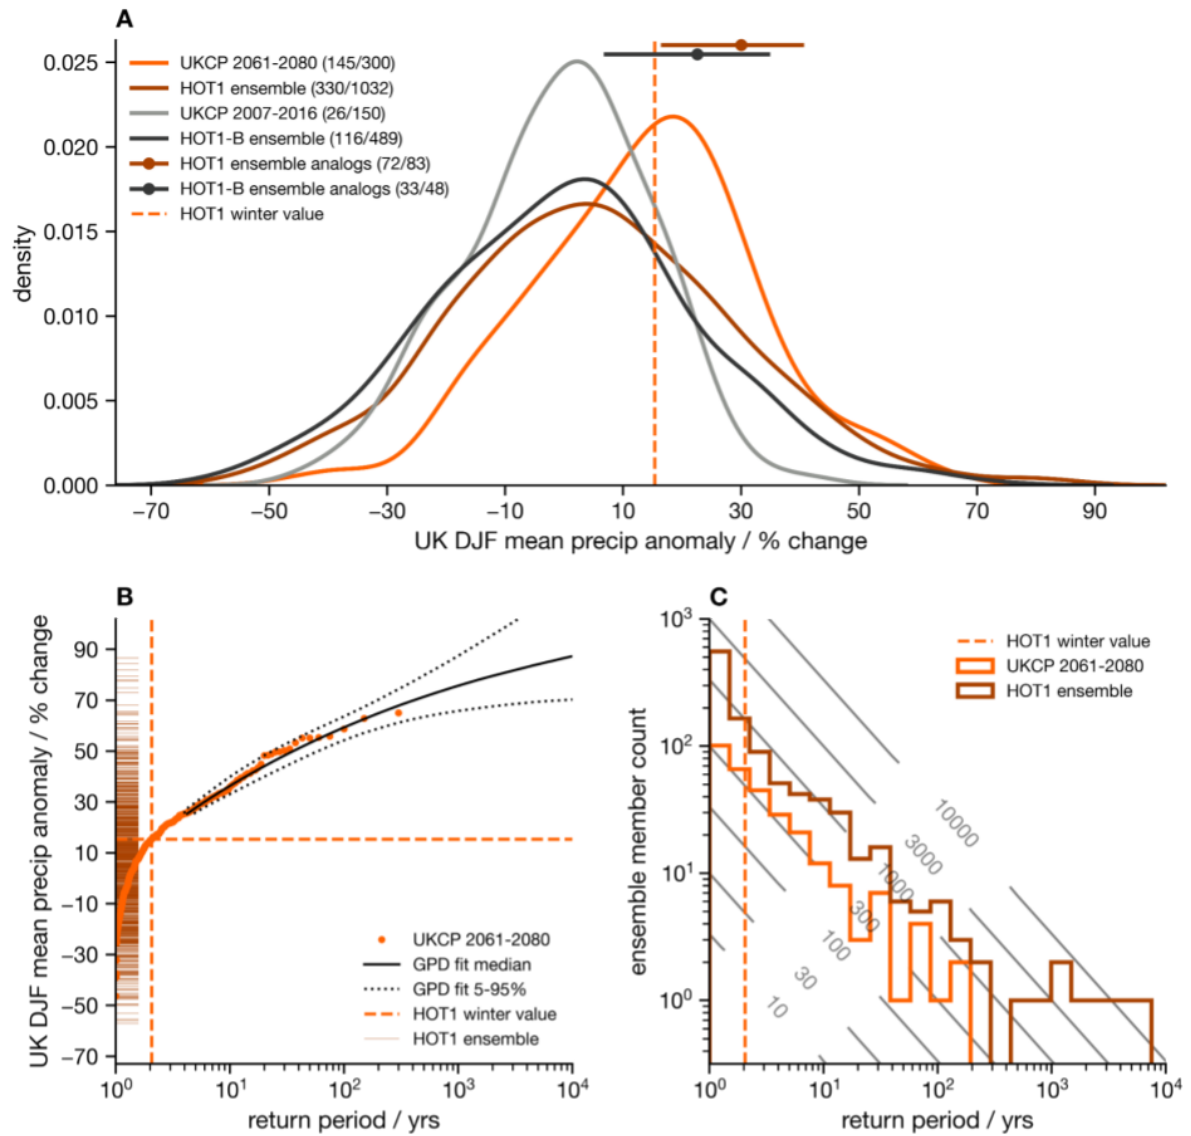 A
0.025
0.020
0.015
0.010
0.005
0.000
density
UKCP 2061-2080 (145/300)
HOT1 ensemble (330/1032)
UKCP 2007-2016 (26/150)
HOT1-B ensemble (116/489)
HOT1 ensemble analogs (72/83)
HOT1-B ensemble analogs (33/48)
HOT1 winter value
−70 −50 −30 −10 10 30 50 70 90
UK DJF mean precip anomaly / % change
B
90
70
50
30
10
−10
−30
−50
−70
UK DJF mean precip anomaly / % change
UKCP 2061-2080
GPD fit median
GPD fit 5-95%
HOT1 winter value
HOT1 ensemble
10⁰ 10¹ 10² 10³ 10⁴
return period / yrs
C
10³
10²
10¹
10⁰
ensemble member count
HOT1 winter value
UKCP 2061-2080
HOT1 ensemble
10000
3000
1000
300
100
30
10
10⁰ 10¹ 10² 10³ 10⁴
return period / yrs